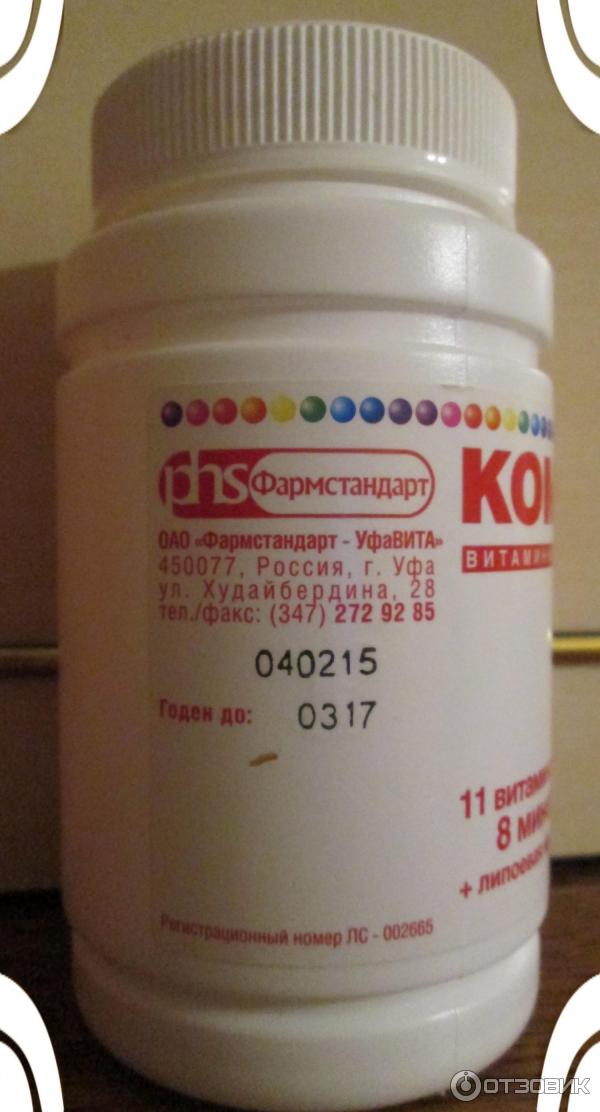 phs Фармстандарт
ОАО «Фармстандарт - УфаВИТА»
450077, Россия, г. Уфа
ул. Худайбердина, 28
тел./факс: (347) 272 92 85
040215
Годен до: 0317
Регистрационный номер ЛС - 002665
КОМ
ВИТАМИН
11 витами
8 мин
+ липоевая
ОТЗОВИК